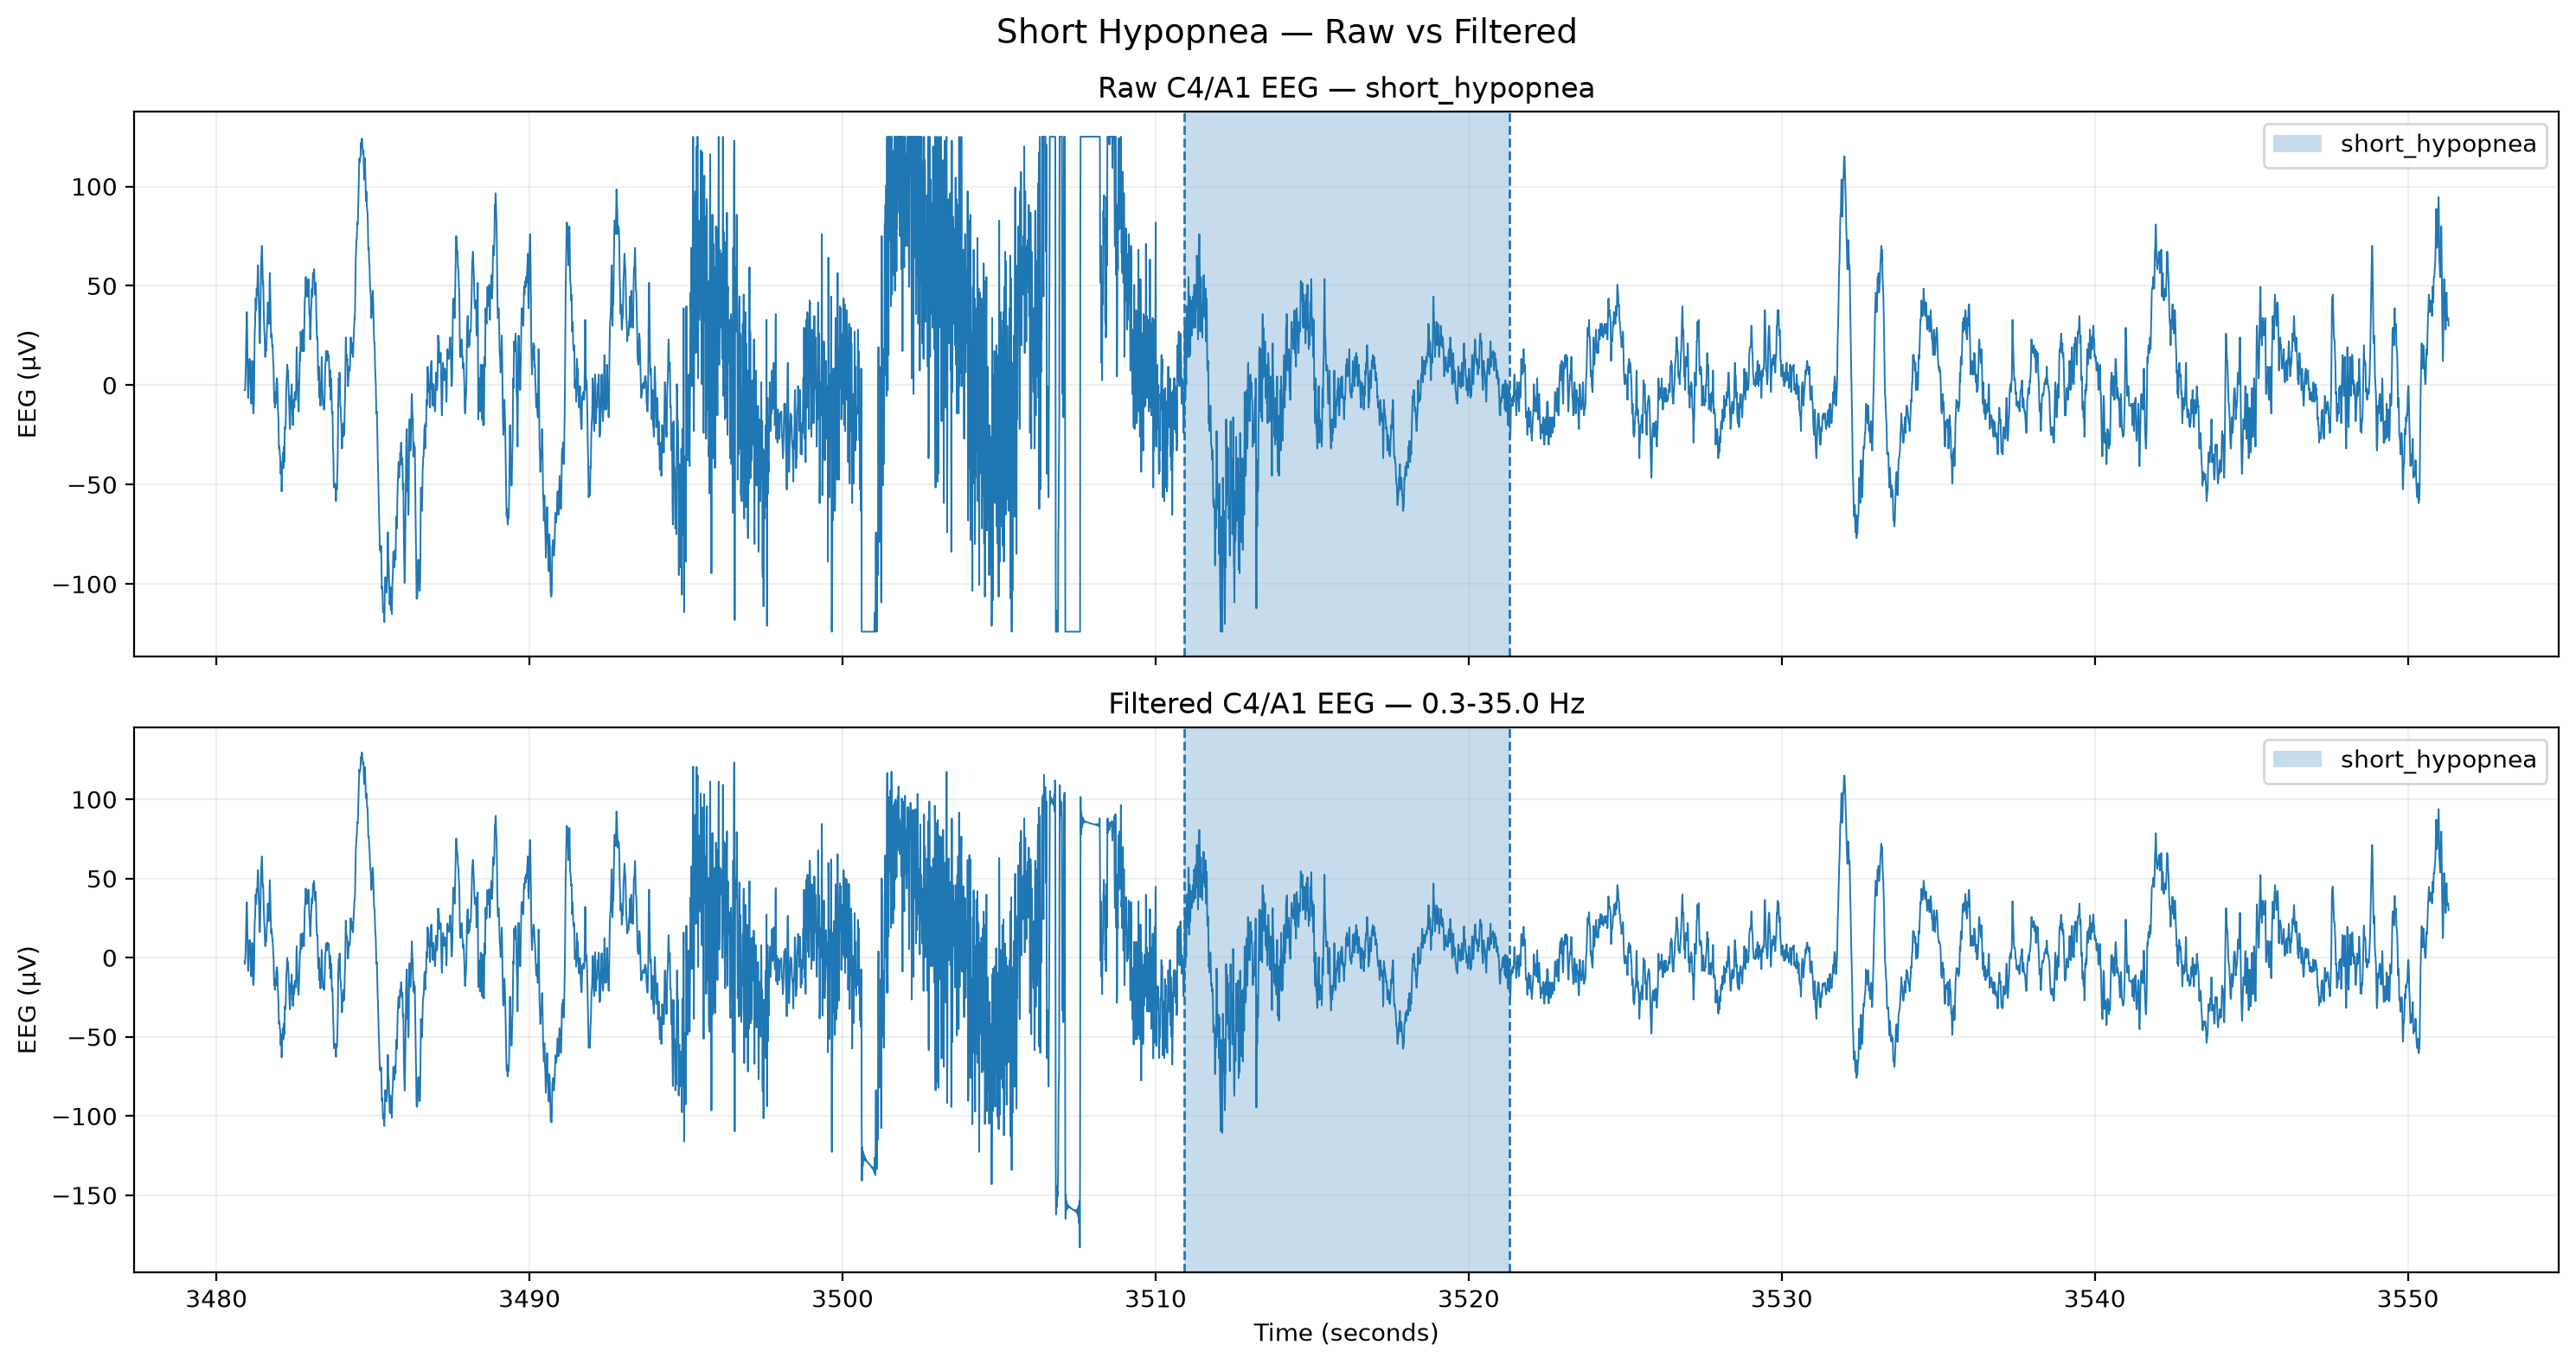 Short Hypopnea — Raw vs Filtered
Raw C4/A1 EEG — short_hypopnea
short_hypopnea
100
50
0
−50
−100
EEG (µV)
Filtered C4/A1 EEG — 0.3-35.0 Hz
short_hypopnea
100
50
0
−50
−100
−150
EEG (µV)
3480 3490 3500 3510 3520 3530 3540 3550
Time (seconds)